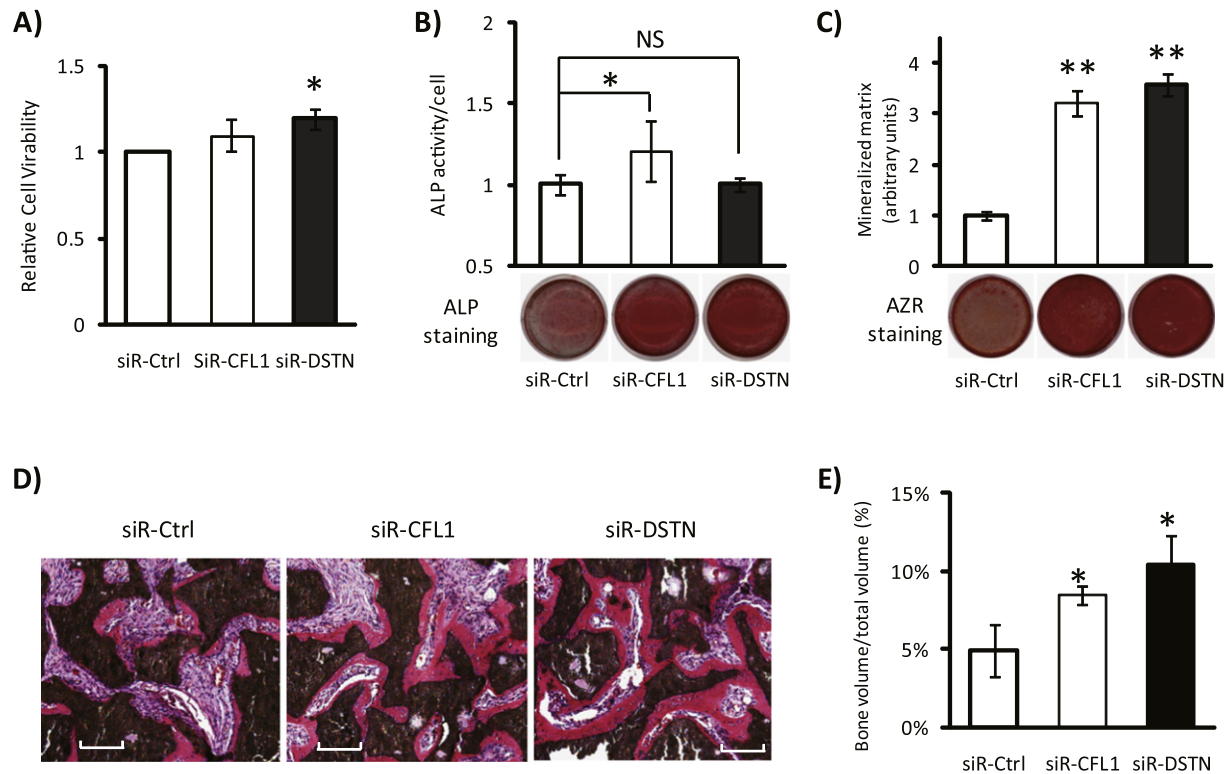 A)
Relative Cell Virability
1.5
1
0.5
0
*
siR-Ctrl SiR-CFL1 siR-DSTN
B)
ALP activity/cell
2
1.5
1
0.5
NS
*
ALP
staining
siR-Ctrl siR-CFL1 siR-DSTN
C)
Mineralized matrix
(arbitrary units)
4
3
2
1
0
** **
AZR
staining
siR-Ctrl siR-CFL1 siR-DSTN
D)
siR-Ctrl siR-CFL1 siR-DSTN
E)
Bone volume/total volume (%)
15%
10%
5%
0%
* *
siR-Ctrl siR-CFL1 siR-DSTN